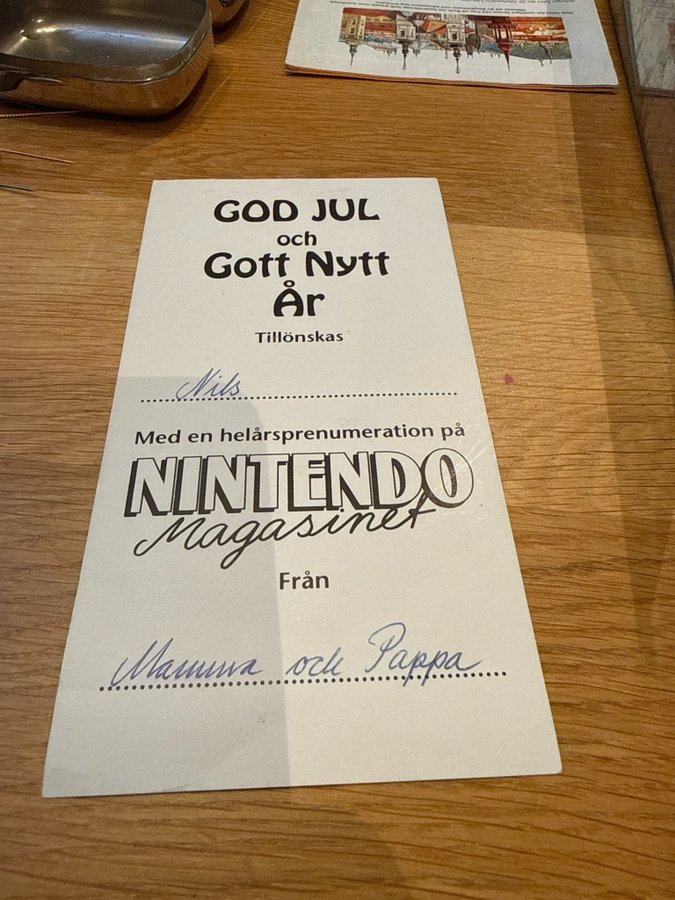 GOD JUL
och
Gott Nytt
År
Tillönskas
Nils
Med en helårsprenumeration på
NINTENDO
Magasinet
Från
Mamma och Pappa